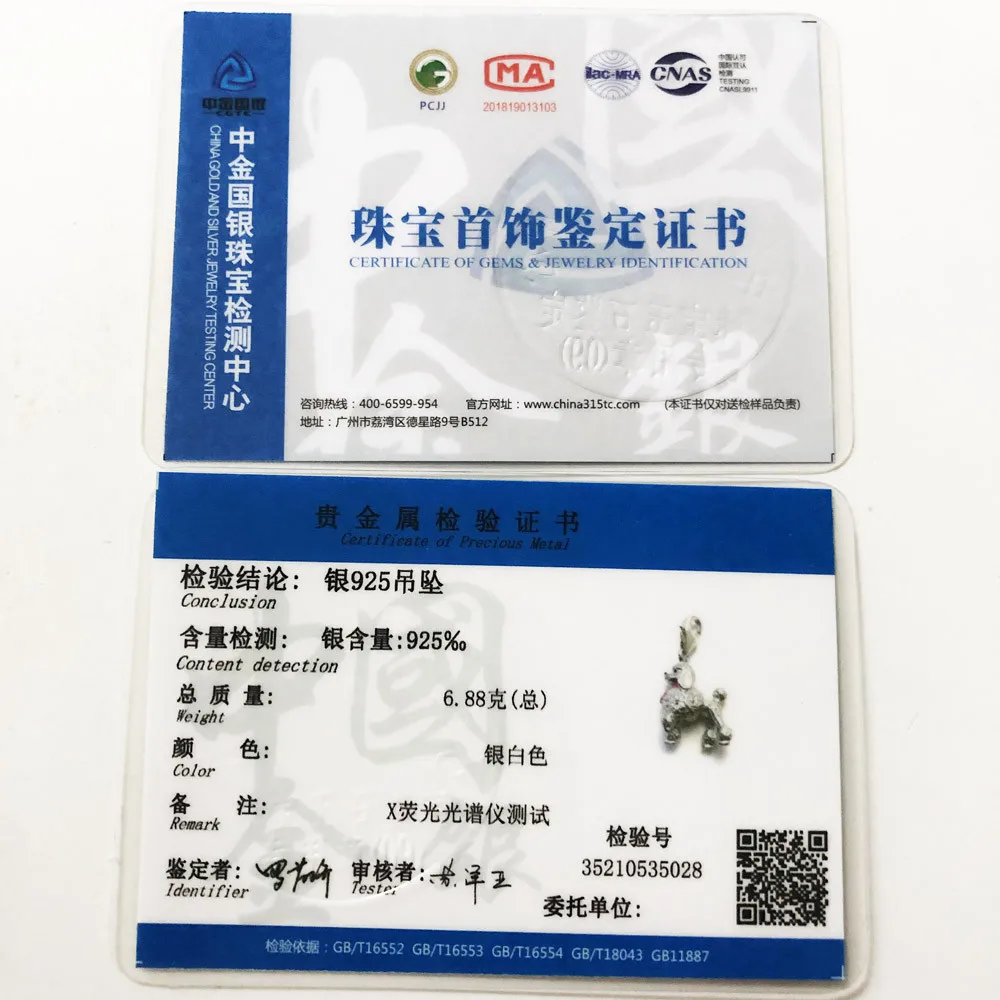 中金国银
CGTC
中金国银珠宝检测中心
CHINA GOLD AND SILVER JEWELRY TESTING CENTER
PCJJ
MA
201819013103
ilac-MRA
CNAS
中国认可
国际互认
检测
TESTING
CNASL9911
珠宝首饰鉴定证书
CERTIFICATE OF GEMS & JEWELRY IDENTIFICATION
咨询热线：400-6599-954 官方网址：www.china315tc.com (本证书仅对送检样品负责)
地址：广州市荔湾区德星路9号B512
贵金属检验证书
Certificate of Precious Metal
检验结论: 银925吊坠
Conclusion
含量检测: 银含量:925‰
Content detection
总质量: 6.88克(总)
Weight
颜 色: 银白色
Color
备 注: X荧光光谱仪测试
Remark
鉴定者: 审核者:
Identifier Tester
检验号
35210535028
委托单位:
检验依据：GB/T16552 GB/T16553 GB/T16554 GB/T18043 GB11887